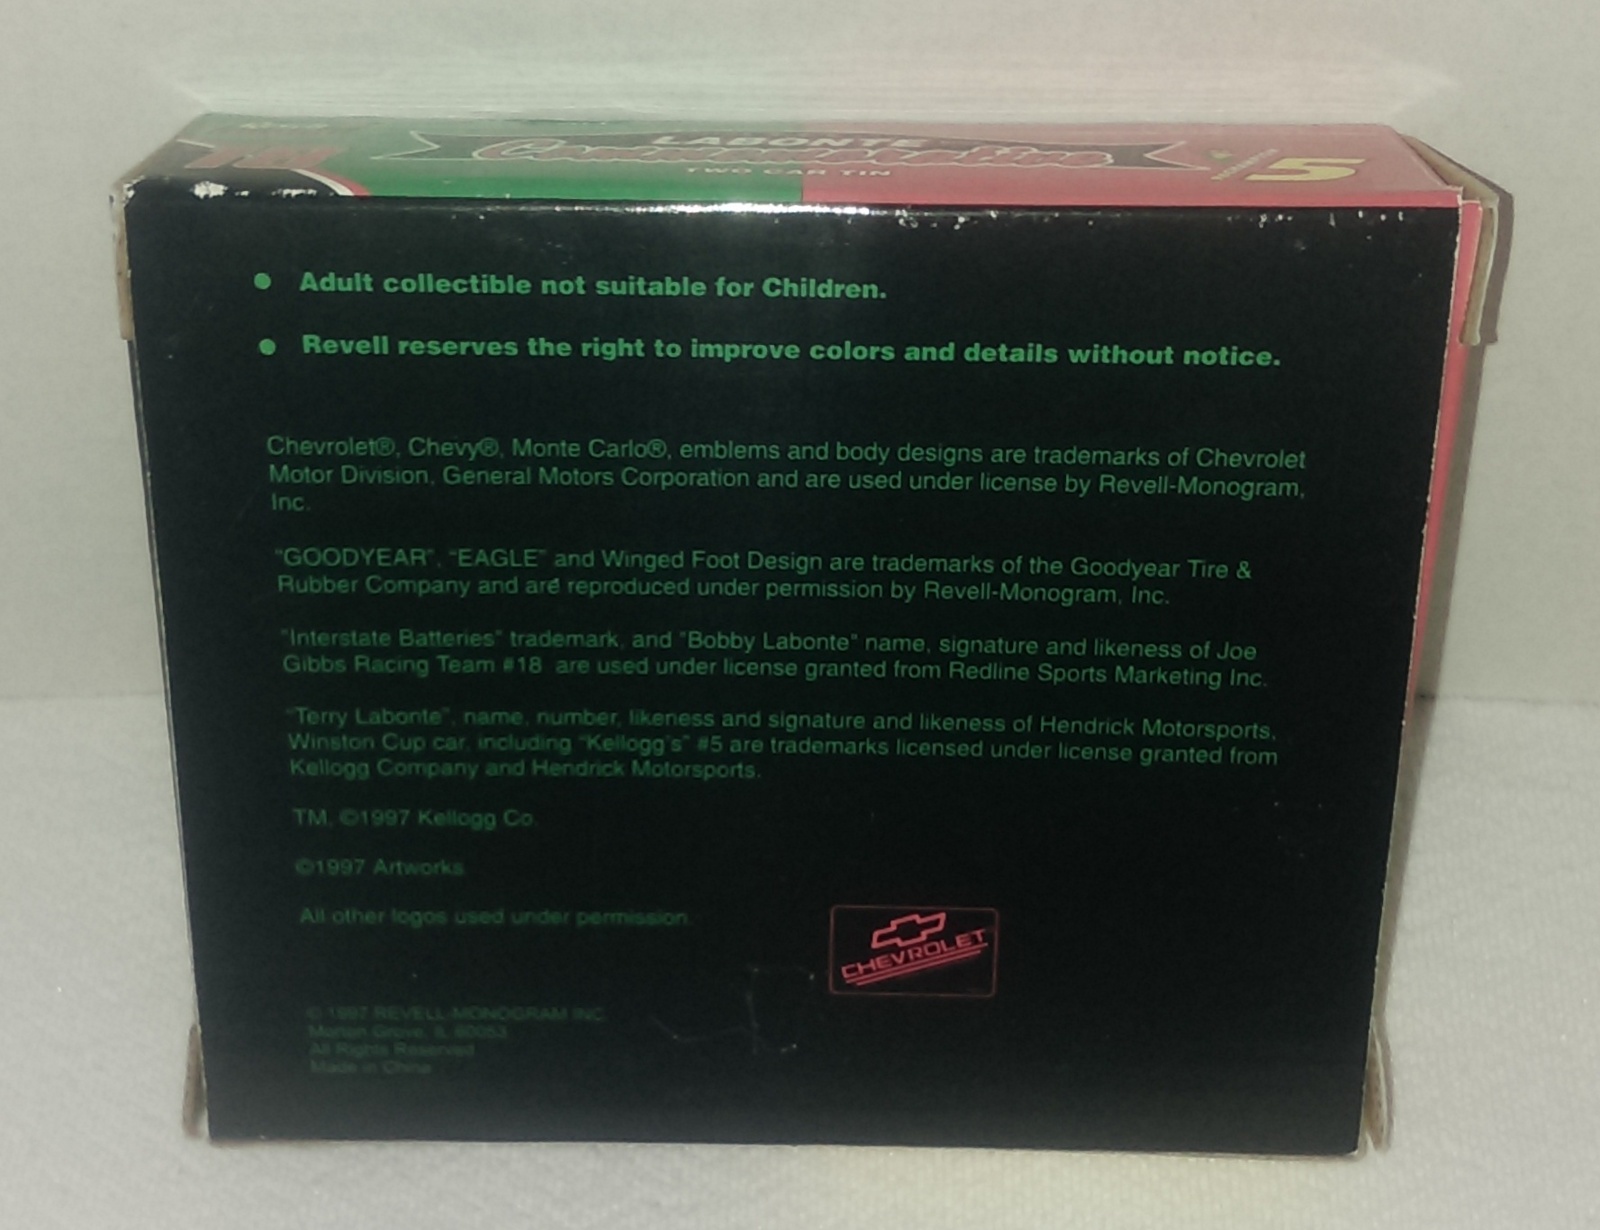 Revell
18
LABONTE
Commemorative
TWO CAR TIN
5
• Adult collectible not suitable for Children.
• Revell reserves the right to improve colors and details without notice.
Chevrolet®, Chevy®, Monte Carlo®, emblems and body designs are trademarks of Chevrolet
Motor Division, General Motors Corporation and are used under license by Revell-Monogram,
Inc.
"GOODYEAR", "EAGLE" and Winged Foot Design are trademarks of the Goodyear Tire &
Rubber Company and are reproduced under permission by Revell-Monogram, Inc.
"Interstate Batteries" trademark, and "Bobby Labonte" name, signature and likeness of Joe
Gibbs Racing Team #18 are used under license granted from Redline Sports Marketing Inc.
"Terry Labonte", name, number, likeness and signature and likeness of Hendrick Motorsports,
Winston Cup car, including "Kellogg's" #5 are trademarks licensed under license granted from
Kellogg Company and Hendrick Motorsports.
TM, ©1997 Kellogg Co.
©1997 Artworks
All other logos used under permission.
CHEVROLET
© 1997 REVELL-MONOGRAM INC.
Morton Grove, IL 60053
All Rights Reserved
Made in China